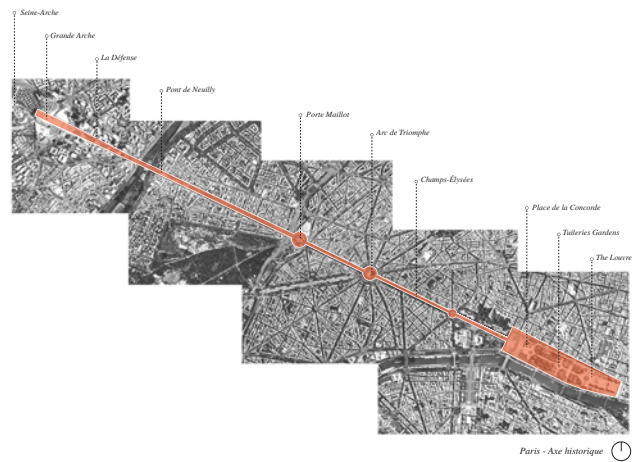 Seine-Arche
Grande Arche
La Défense
Pont de Neuilly
Porte Maillot
Arc de Triomphe
Champs-Élysées
Place de la Concorde
Tuileries Gardens
The Louvre
Paris - Axe historique